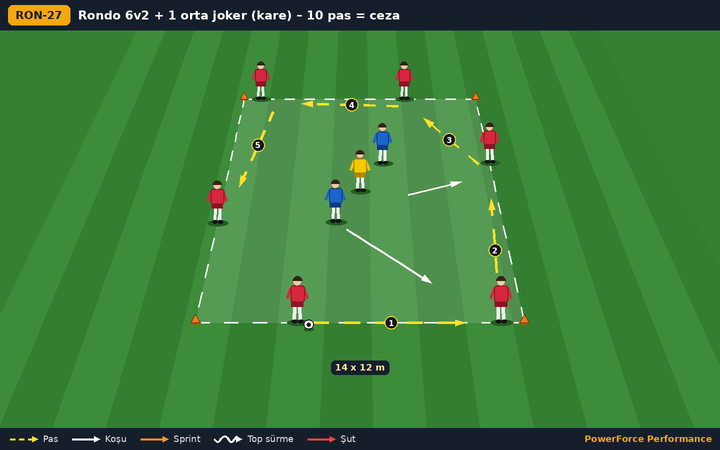 RON-27 Rondo 6v2 + 1 orta joker (kare) – 10 pas = ceza
4
5
3
2
1
14 x 12 m
Pas Koşu Sprint Top sürme Şut PowerForce Performance